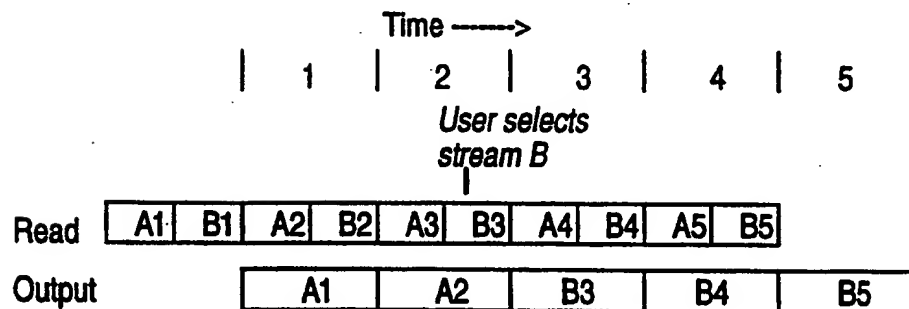 Time ------>
| 1 | 2 | 3 | 4 | 5
User selects
stream B
Read A1 B1 A2 B2 A3 B3 A4 B4 A5 B5
Output A1 A2 B3 B4 B5